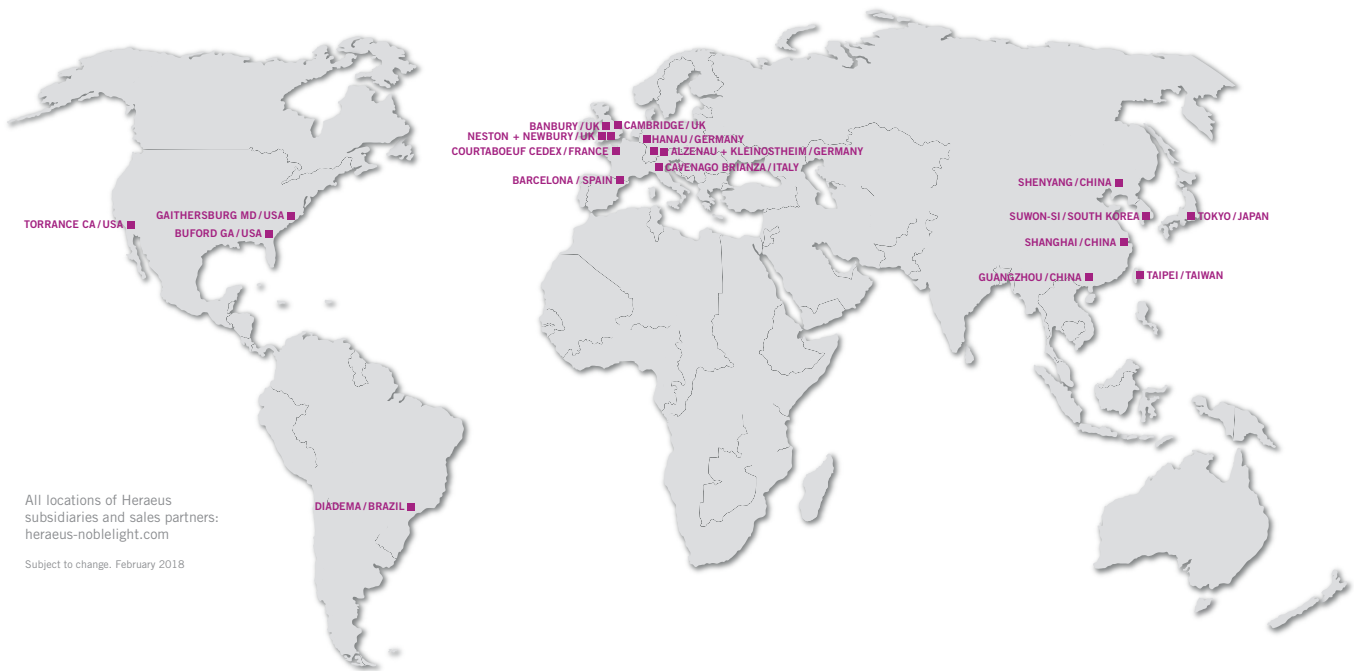 BANBURY / UK
CAMBRIDGE / UK
NESTON + NEWBURY / UK
HANAU / GERMANY
COURTABOEUF CEDEX / FRANCE
ALZENAU + KLEINOSTHEIM / GERMANY
CAVENAGO BRIANZA / ITALY
BARCELONA / SPAIN
SHENYANG / CHINA
TORRANCE CA / USA
GAITHERSBURG MD / USA
BUFORD GA / USA
SUWON-SI / SOUTH KOREA
TOKYO / JAPAN
SHANGHAI / CHINA
GUANGZHOU / CHINA
TAIPEI / TAIWAN
DIADEMA / BRAZIL
All locations of Heraeus
subsidiaries and sales partners:
heraeus-noblelight.com
Subject to change. February 2018